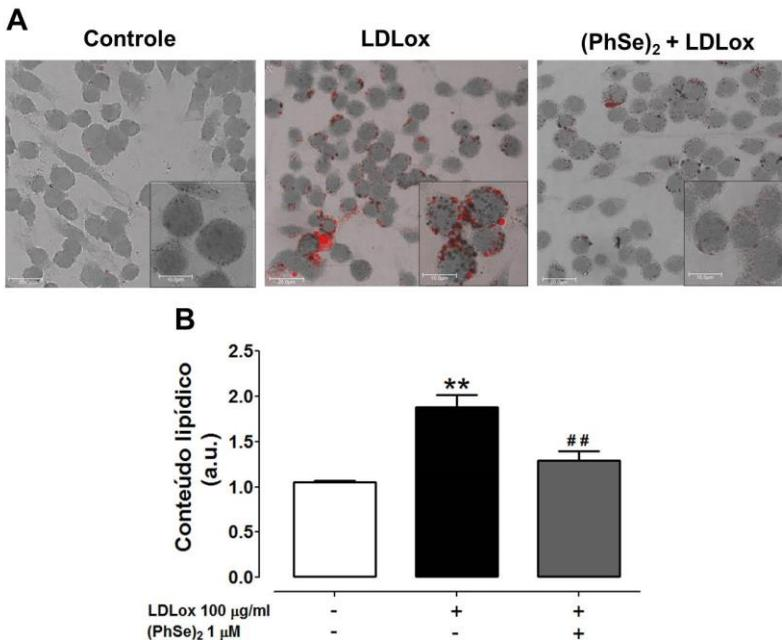 A
Controle LDLox (PhSe)₂ + LDLox
B
Conteúdo lipídico
(a.u.)
2.5
2.0
1.5
1.0
0.5
0.0
**
##
LDLox 100 µg/ml - + +
(PhSe)₂ 1 µM - - +